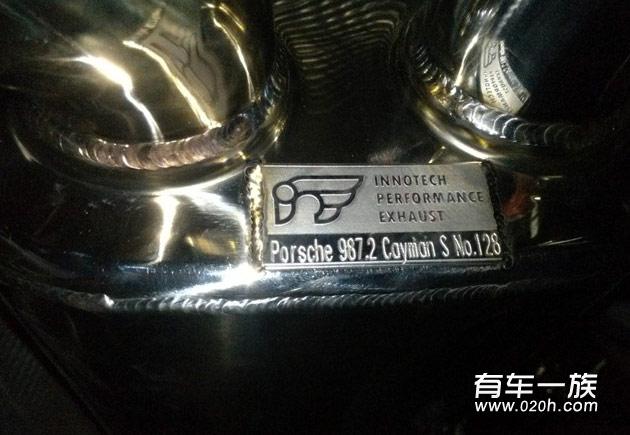 INNOTECH
PERFORMANCE
EXHAUST
Porsche 987.2 Cayman S No.128
有车一族
www.020h.com